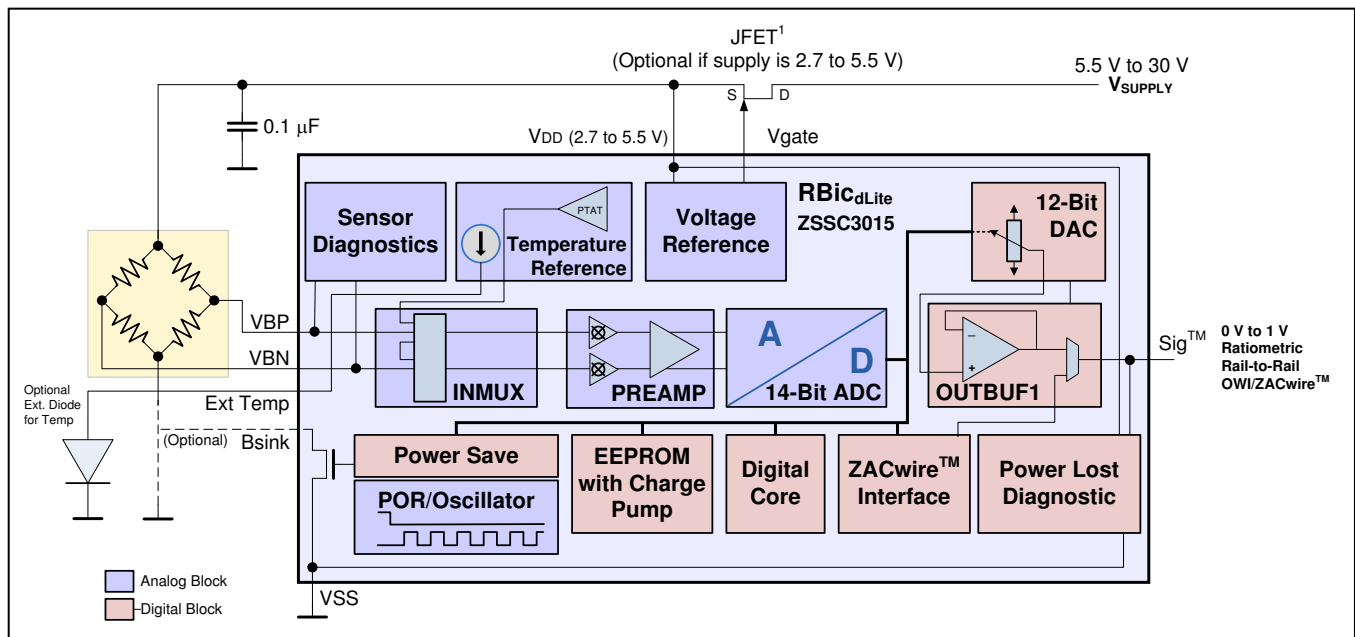 JFET1
(Optional if supply is 2.7 to 5.5 V)
5.5 V to 30 V
VSUPPLY
S
D
0.1 µF
VDD (2.7 to 5.5 V)
Vgate
Sensor
Diagnostics
PTAT
Temperature
Reference
Voltage
Reference
RBicdLite
ZSSC3015
12-Bit
DAC
VBP
VBN
INMUX
PREAMP
A
D
14-Bit ADC
OUTBUF1
–
+
Sig™
0 V to 1 V
Ratiometric
Rail-to-Rail
OWI/ZACwire™
Optional
Ext. Diode
for Temp
Ext Temp
(Optional)
Bsink
Power Save
POR/Oscillator
EEPROM
with Charge
Pump
Digital
Core
ZACwire™
Interface
Power Lost
Diagnostic
Analog Block
Digital Block
VSS